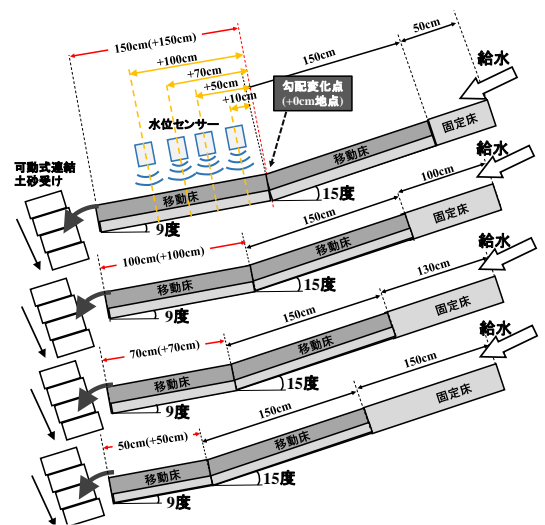 150cm(+150cm)
50cm
+100cm
150cm
給水
+70cm
+50cm
勾配変化点
(+0cm地点)
+10cm
水位センサー
固定床
可動式連結
土砂受け
移動床
移動床
15度
9度
100cm
給水
150cm
100cm(+100cm)
固定床
移動床
移動床
15度
9度
130cm
給水
150cm
70cm(+70cm)
固定床
移動床
移動床
15度
9度
150cm
給水
150cm
50cm(+50cm)
固定床
移動床
移動床
15度
9度